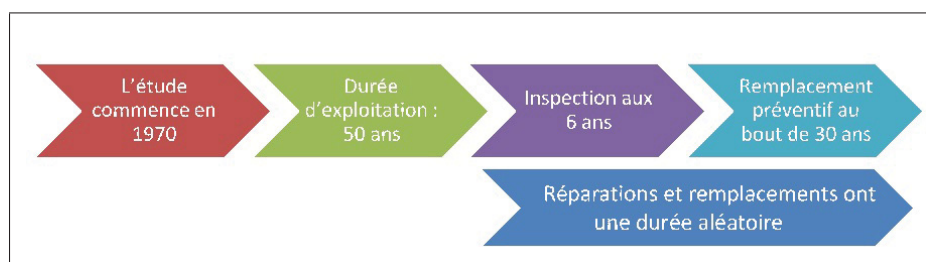 L'étude
commence en
1970
Durée
d'exploitation :
50 ans
Inspection aux
6 ans
Remplacement
préventif au
bout de 30 ans
Réparations et remplacements ont
une durée aléatoire